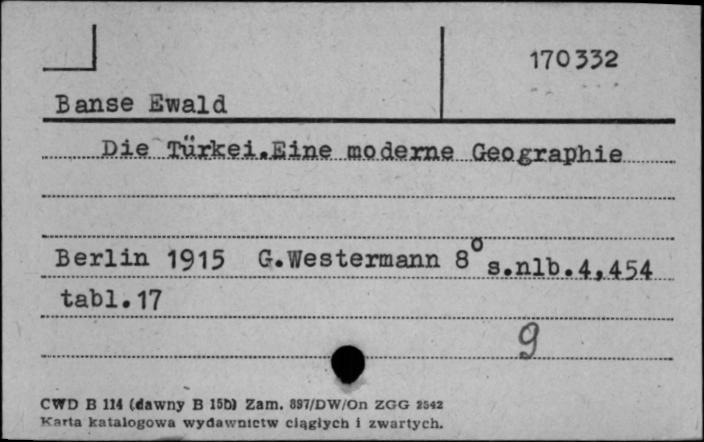 170332
Banse Ewald
Die Türkei.Eine moderne Geographie
Berlin 1915 G.Westermann 8° s.nlb.4,454
tabl.17
9
CWD B 114 (dawny B 15b) Zam. 897/DW/On ZGG 2542
Karta katalogowa wydawnictw ciągłych i zwartych.